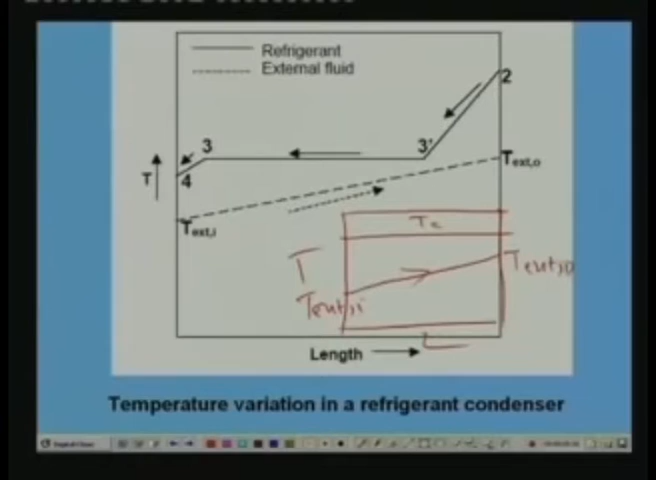 Refrigerant
External fluid
2
3
3'
T
4
Text,o
Text,i
Tc
T
Text,i
Text,o
L
Length
Temperature variation in a refrigerant condenser